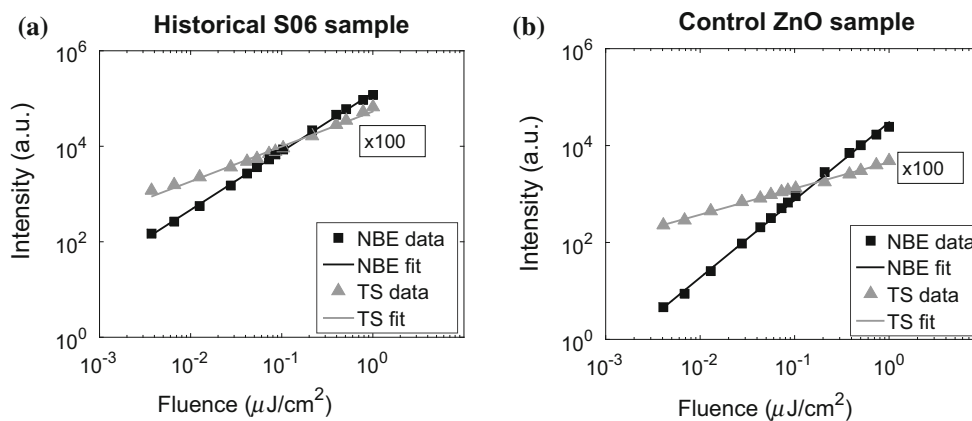 (a) Historical S06 sample
Intensity (a.u.)
10^6
10^4
10^2
10^0
x100
NBE data
NBE fit
TS data
TS fit
10^-3 10^-2 10^-1 10^0
Fluence (μJ/cm^2)
(b) Control ZnO sample
Intensity (a.u.)
10^6
10^4
10^2
10^0
x100
NBE data
NBE fit
TS data
TS fit
10^-3 10^-2 10^-1 10^0
Fluence (μJ/cm^2)